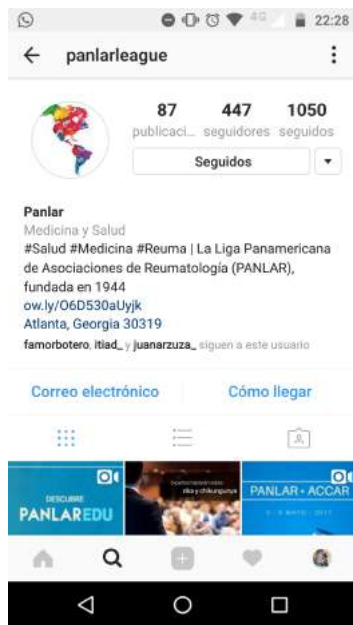 4G 22:28
panlarleague
87 447 1050
publicaci... seguidores seguidos
Seguidos
Panlar
Medicina y Salud
#Salud #Medicina #Reuma | La Liga Panamericana
de Asociaciones de Reumatología (PANLAR),
fundada en 1944
ow.ly/O6D530aUyjk
Atlanta, Georgia 30319
famorbotero, itiad_ y juanarzuza_ siguen a este usuario
Correo electrónico Cómo llegar
DESCUBRE
PANLAREDU
zika y chikungunya
PANLAR - ACCAR